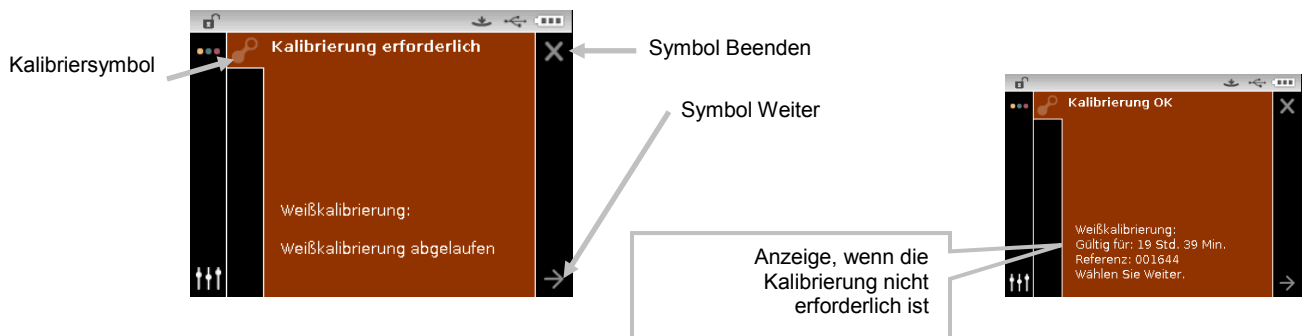 Kalibriersymbol
Kalibrierung erforderlich
Weißkalibrierung:
Weißkalibrierung abgelaufen
Symbol Beenden
Symbol Weiter
Anzeige, wenn die
Kalibrierung nicht
erforderlich ist
Kalibrierung OK
Weißkalibrierung:
Gültig für: 19 Std. 39 Min.
Referenz: 001644
Wählen Sie Weiter.